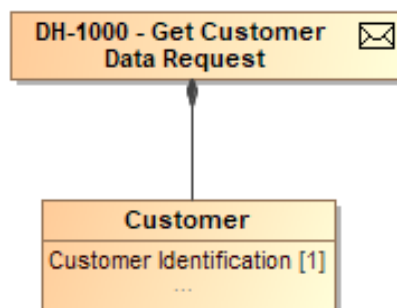 DH-1000 - Get Customer
Data Request
Customer
Customer Identification [1]
...